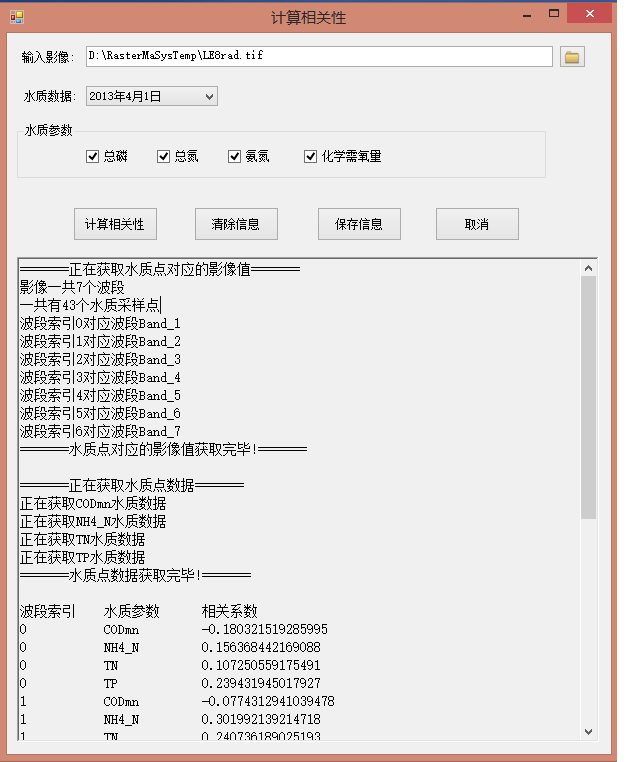 计算相关性
输入影像: D:\RasterMaSysTemp\LE8rad.tif
水质数据: 2013年4月1日
水质参数
总磷 总氮 氨氮 化学需氧量
计算相关性 清除信息 保存信息 取消
======正在获取水质点对应的影像值======
影像一共7个波段
一共有43个水质采样点
波段索引0对应波段Band_1
波段索引1对应波段Band_2
波段索引2对应波段Band_3
波段索引3对应波段Band_4
波段索引4对应波段Band_5
波段索引5对应波段Band_6
波段索引6对应波段Band_7
======水质点对应的影像值获取完毕!======
======正在获取水质点数据======
正在获取CODmn水质数据
正在获取NH4_N水质数据
正在获取TN水质数据
正在获取TP水质数据
======水质点数据获取完毕!======
波段索引 水质参数 相关系数
0 CODmn -0.180321519285995
0 NH4_N 0.156368442169088
0 TN 0.107250559175491
0 TP 0.239431945017927
1 CODmn -0.0774312941039478
1 NH4_N 0.301992139214718
1 TN 0.240736189025193